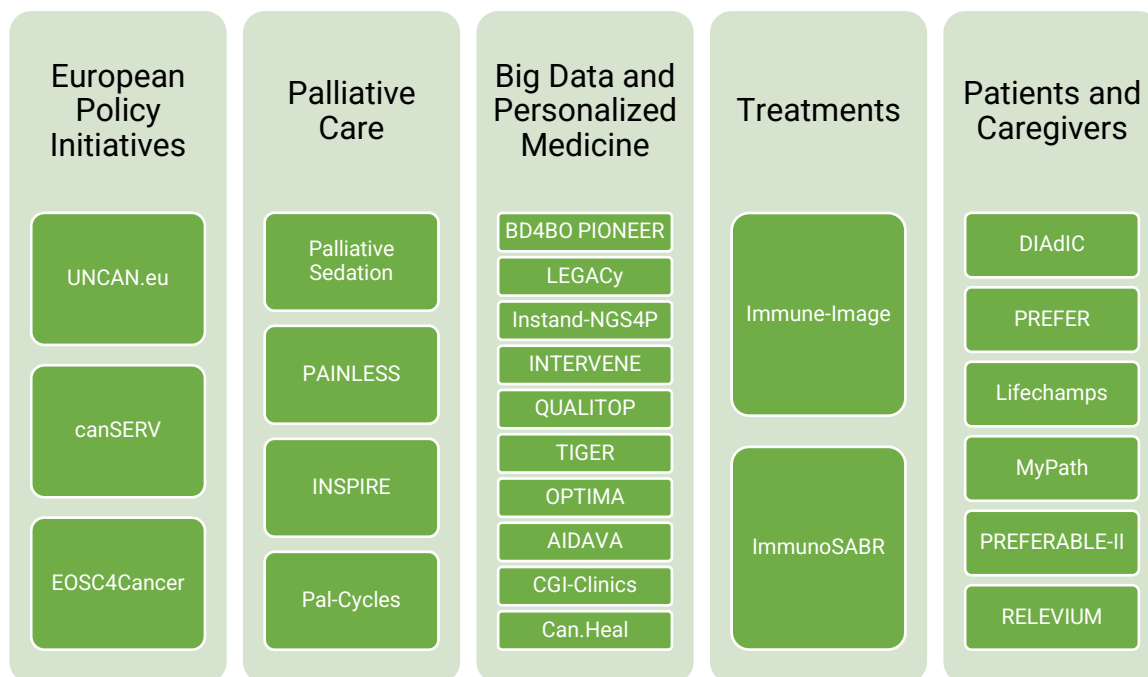 European
Policy
Initiatives
UNCAN.eu
canSERV
EOSC4Cancer
Palliative
Care
Palliative
Sedation
PAINLESS
INSPIRE
Pal-Cycles
Big Data and
Personalized
Medicine
BD4BO PIONEER
LEGACy
Instand-NGS4P
INTERVENE
QUALITOP
TIGER
OPTIMA
AIDAVA
CGI-Clinics
Can.Heal
Treatments
Immune-Image
ImmunoSABR
Patients and
Caregivers
DIAdIC
PREFER
Lifechamps
MyPath
PREFERABLE-II
RELEVIUM